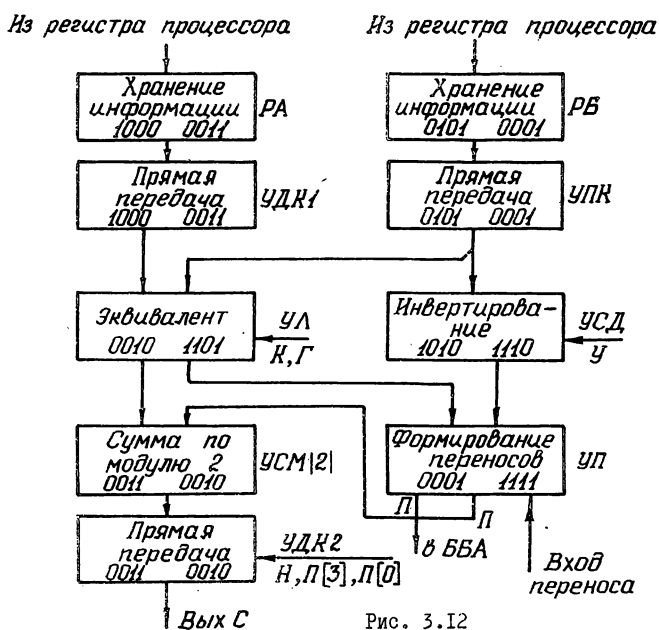 Из регистра процессора
Из регистра процессора
Хранение
информации
1000 0011
РА
Хранение
информации
0101 0001
РБ
Прямая
передача
1000 0011
УДК1
Прямая
передача
0101 0001
УПК
Эквивалент
0010 1101
УЛ
К, Г
Инвертирова-
ние
1010 1110
УСД
У
Сумма по
модулю 2
0011 0010
УСМ|2|
Формирование
переносов
0001 1111
УП
П
П
в ББА
Вход
переноса
Прямая
передача
0011 0010
УДК2
Н, П[3], П[0]
Вых С
Рис. 3.12